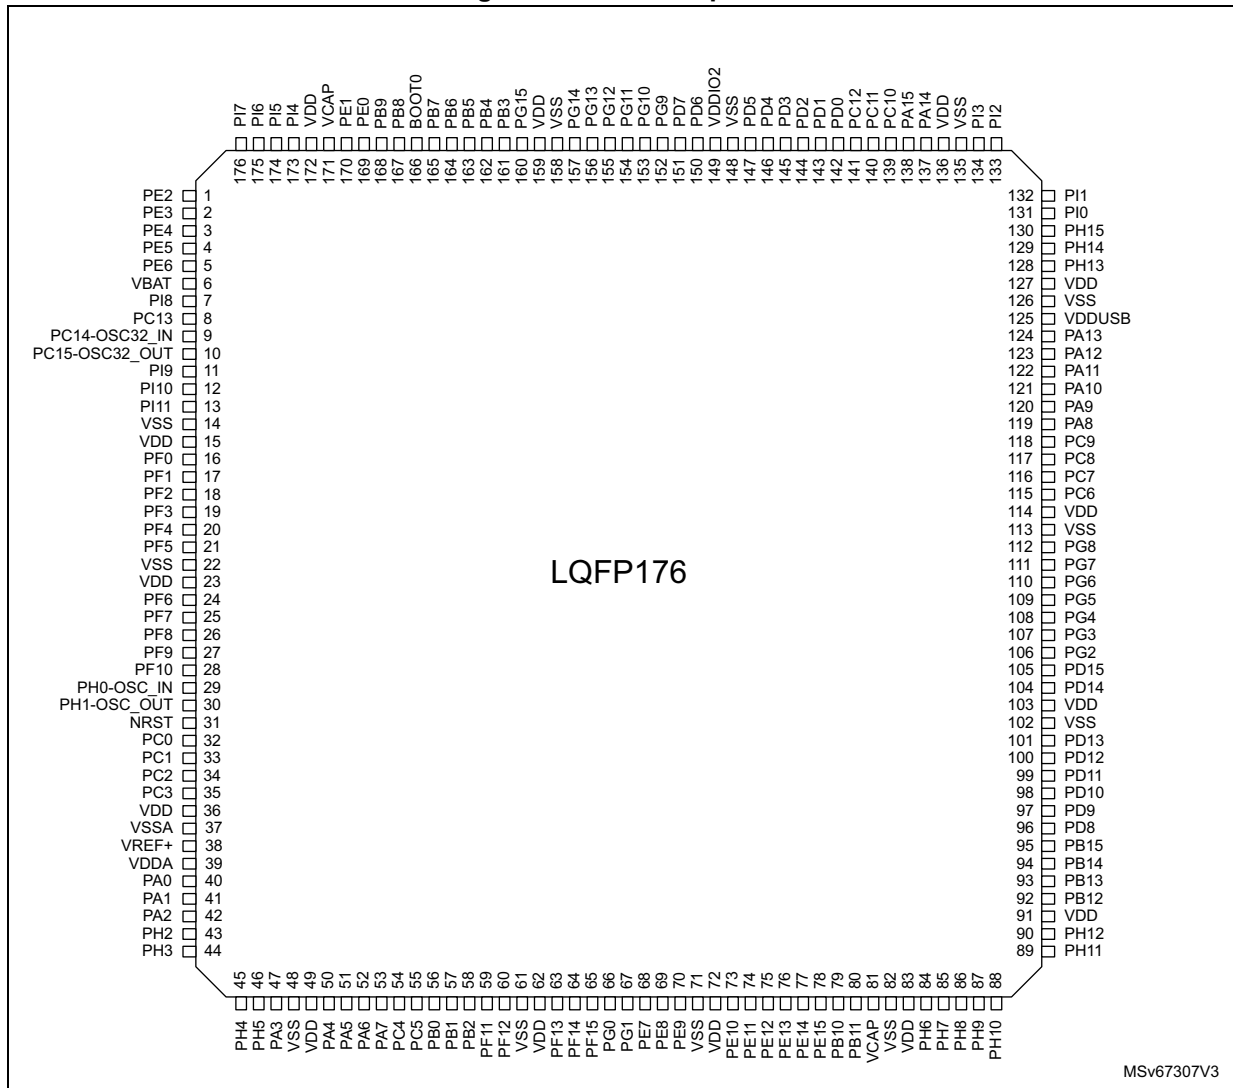 PI7 PI6 PI5 PI4 VDD VCAP PE1 PE0 PB9 PB8 BOOT0 PB7 PB6 PB5 PB4 PB3 PG15 VDD VSS PG14 PG13 PG12 PG11 PG10 PG9 PD7 PD6 VDDIO2 VSS PD5 PD4 PD3 PD2 PD1 PD0 PC12 PC11 PC10 PA15 PA14 VDD VSS PI3 PI2
176 175 174 173 172 171 170 169 168 167 166 165 164 163 162 161 160 159 158 157 156 155 154 153 152 151 150 149 148 147 146 145 144 143 142 141 140 139 138 137 136 135 134 133
PE2 1 132 PI1
PE3 2 131 PI0
PE4 3 130 PH15
PE5 4 129 PH14
PE6 5 128 PH13
VBAT 6 127 VDD
PI8 7 126 VSS
PC13 8 125 VDDUSB
PC14-OSC32_IN 9 124 PA13
PC15-OSC32_OUT 10 123 PA12
PI9 11 122 PA11
PI10 12 121 PA10
PI11 13 120 PA9
VSS 14 119 PA8
VDD 15 118 PC9
PF0 16 117 PC8
PF1 17 116 PC7
PF2 18 115 PC6
PF3 19 114 VDD
PF4 20 113 VSS
PF5 21 112 PG8
VSS 22 111 PG7
LQFP176
VDD 23 110 PG6
PF6 24 109 PG5
PF7 25 108 PG4
PF8 26 107 PG3
PF9 27 106 PG2
PF10 28 105 PD15
PH0-OSC_IN 29 104 PD14
PH1-OSC_OUT 30 103 VDD
NRST 31 102 VSS
PC0 32 101 PD13
PC1 33 100 PD12
PC2 34 99 PD11
PC3 35 98 PD10
VDD 36 97 PD9
VSSA 37 96 PD8
VREF+ 38 95 PB15
VDDA 39 94 PB14
PA0 40 93 PB13
PA1 41 92 PB12
PA2 42 91 VDD
PH2 43 90 PH12
PH3 44 89 PH11
45 46 47 48 49 50 51 52 53 54 55 56 57 58 59 60 61 62 63 64 65 66 67 68 69 70 71 72 73 74 75 76 77 78 79 80 81 82 83 84 85 86 87 88
PH4 PH5 PA3 VSS VDD PA4 PA5 PA6 PA7 PC4 PC5 PB0 PB1 PB2 PF11 PF12 VSS VDD PF13 PF14 PF15 PG0 PG1 PE7 PE8 PE9 VSS VDD PE10 PE11 PE12 PE13 PE14 PE15 PB10 PB11 VCAP VSS VDD PH6 PH7 PH8 PH9 PH10
MSv67307V3